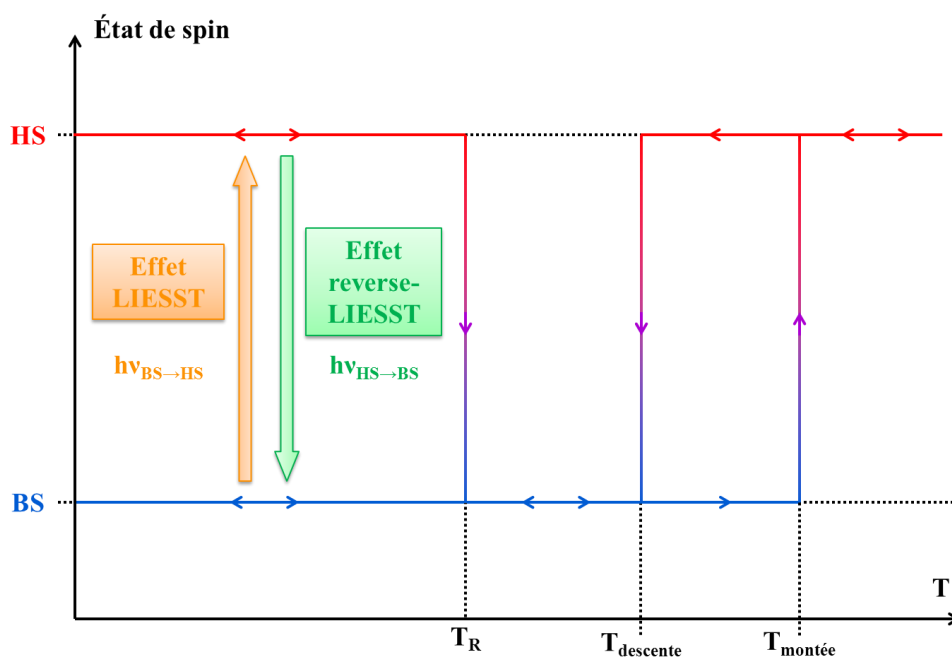 État de spin
HS
Effet
LIESST
Effet
reverse-
LIESST
hνBS→HS
hνHS→BS
BS
T
TR
Tdescente
Tmontée